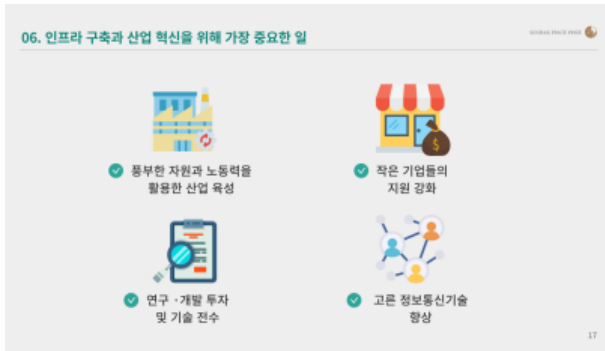 06. 인프라 구축과 산업 혁신을 위해 가장 중요한 일
풍부한 자원과 노동력을
활용한 산업 육성
작은 기업들의
지원 강화
$
연구 · 개발 투자
및 기술 전수
고른 정보통신기술
향상
17